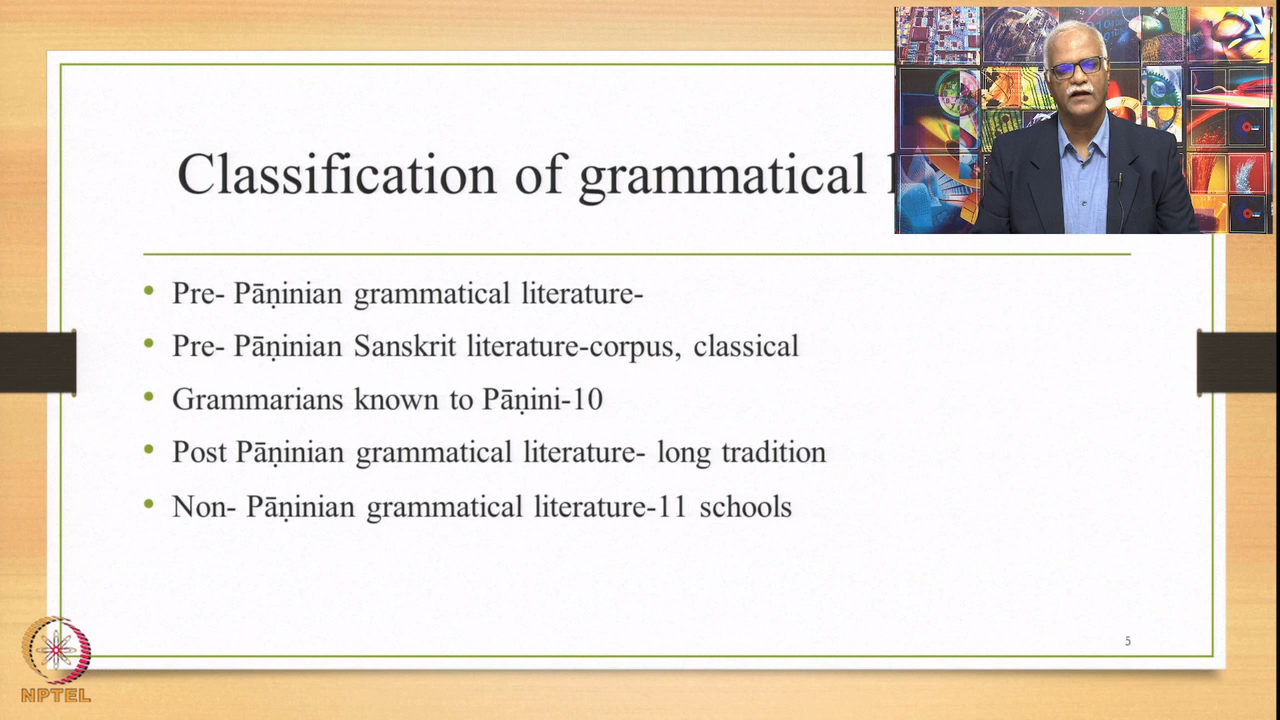 Classification of grammatical
Pre- Pāṇinian grammatical literature-
Pre- Pāṇinian Sanskrit literature-corpus, classical
Grammarians known to Pāṇini-10
Post Pāṇinian grammatical literature- long tradition
Non- Pāṇinian grammatical literature-11 schools
5
NPTEL